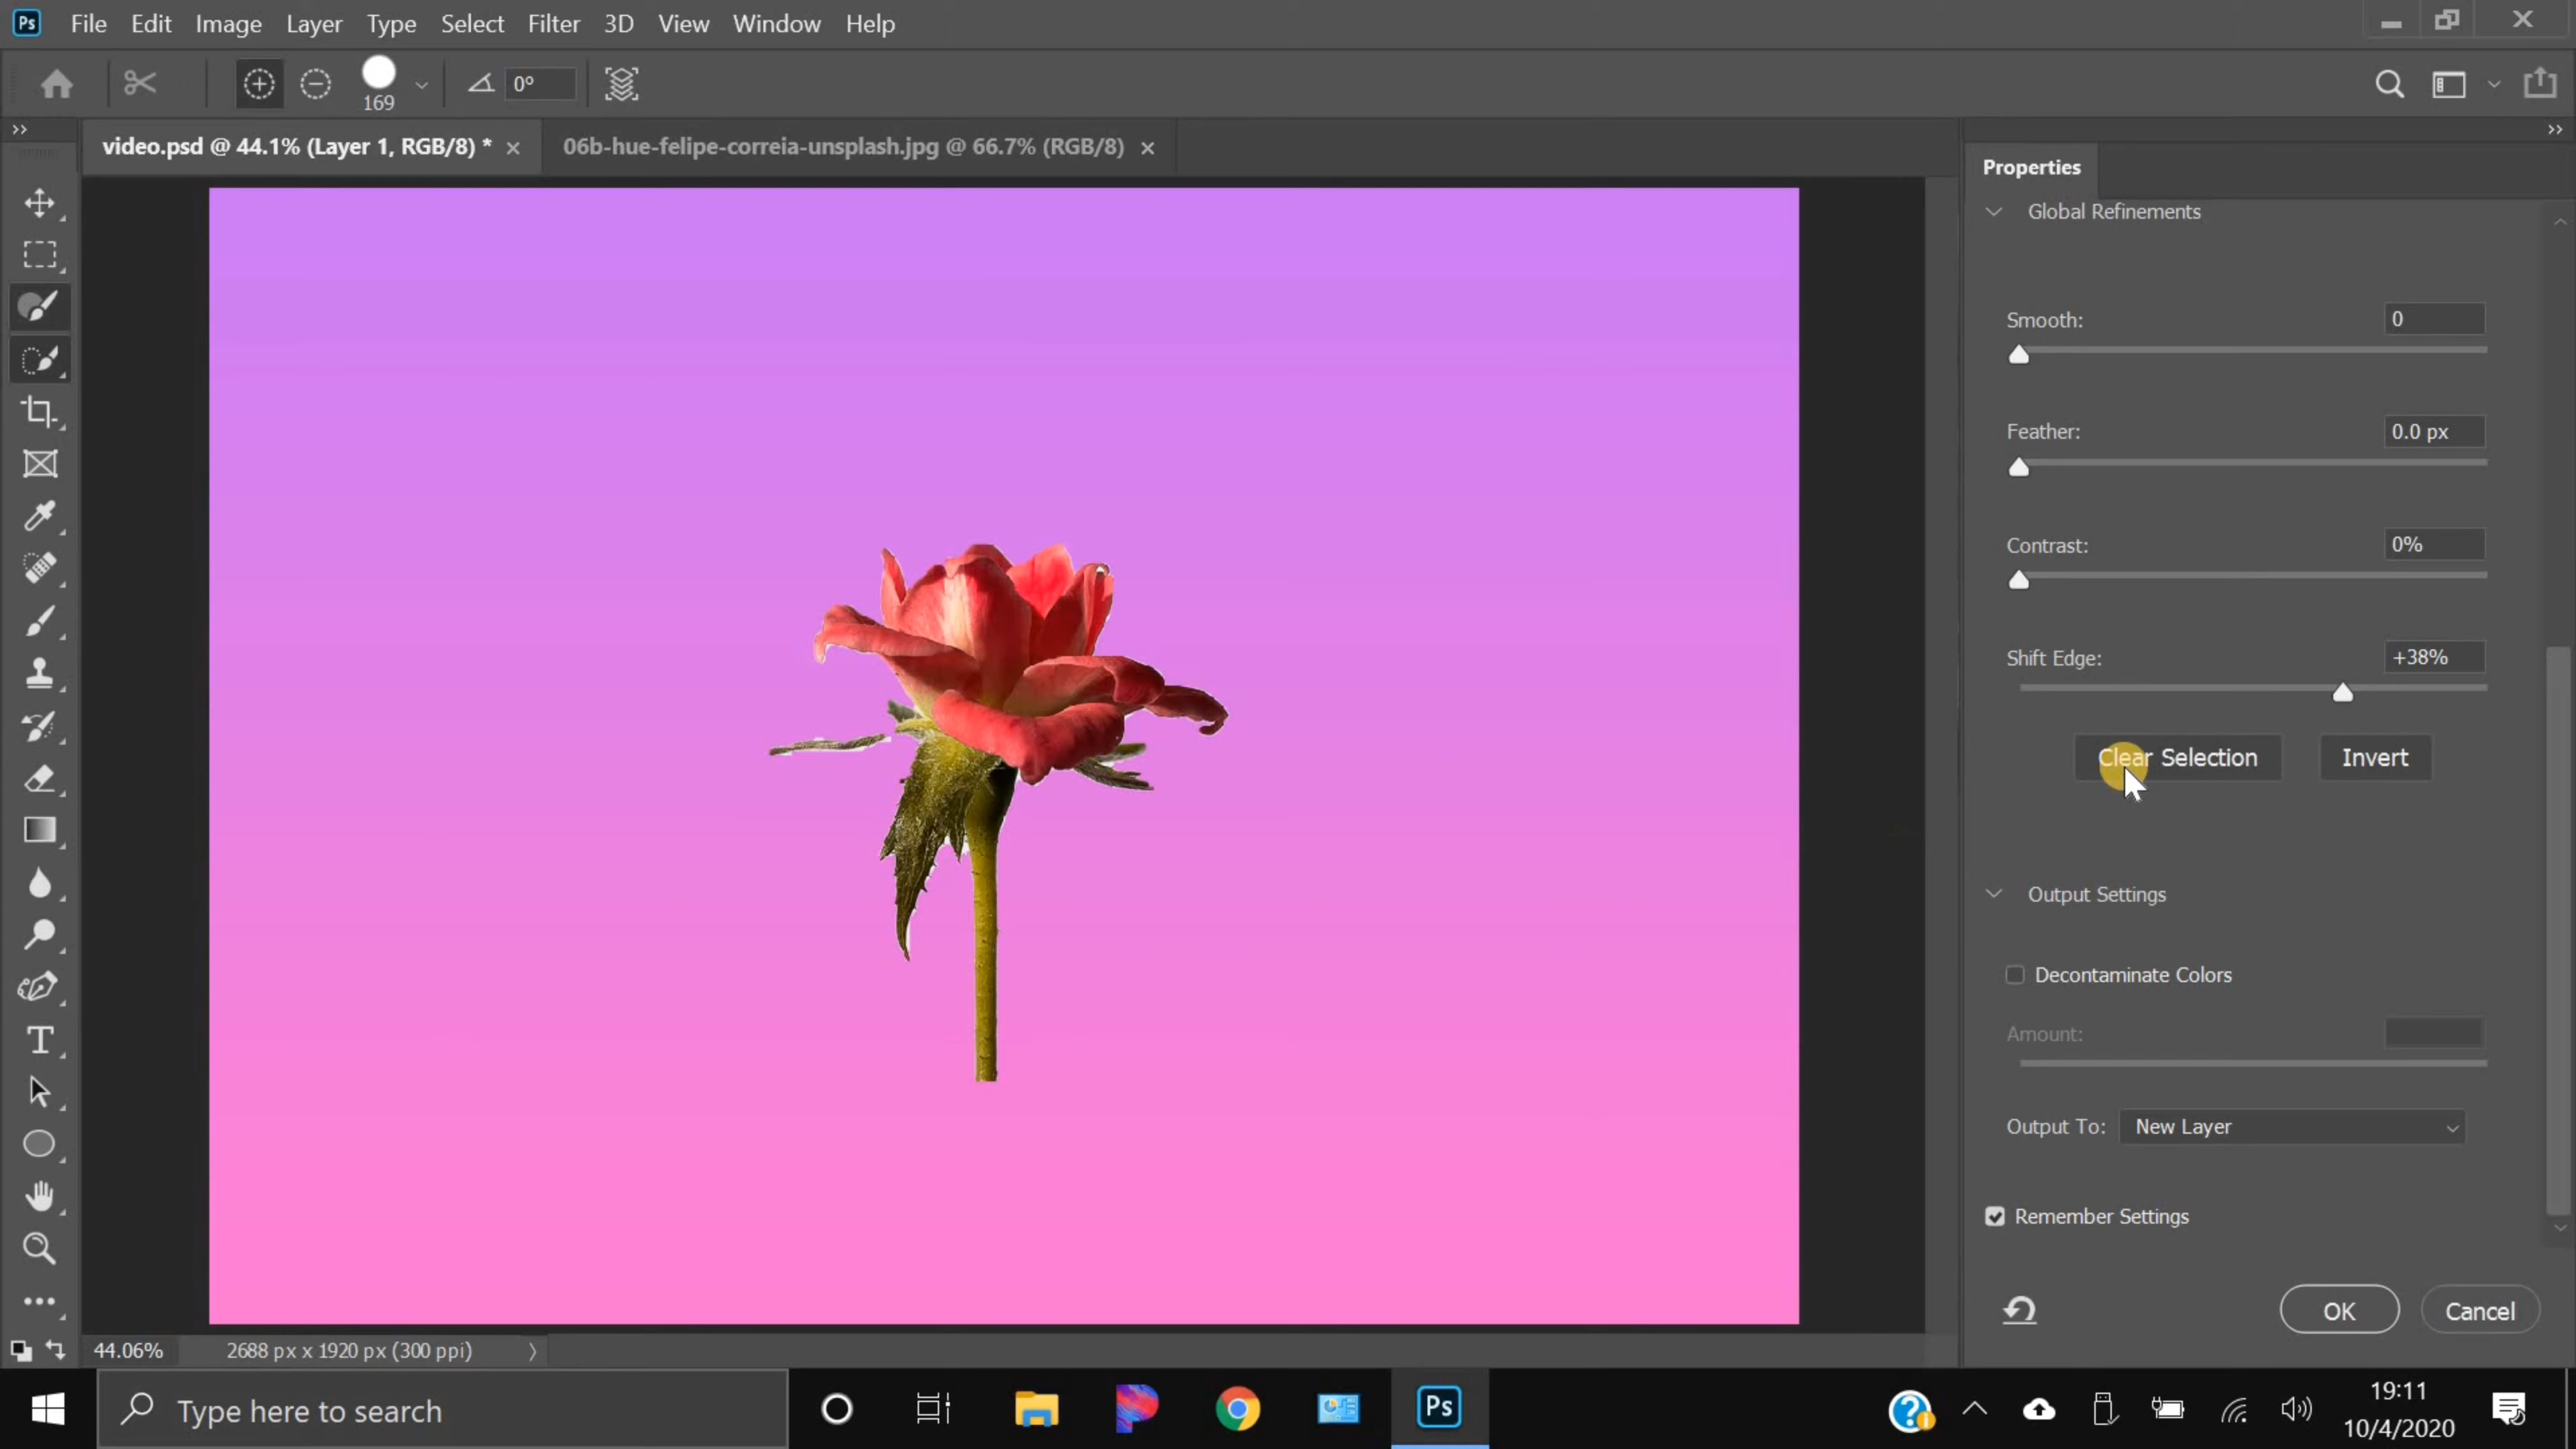 Ps File Edit Image Layer Type Select Filter 3D View Window Help
169 0°
video.psd @ 44.1% (Layer 1, RGB/8) * × 06b-hue-felipe-correia-unsplash.jpg @ 66.7% (RGB/8) ×
Properties
Global Refinements
Smooth: 0
Feather: 0.0 px
Contrast: 0%
Shift Edge: +38%
Clear Selection Invert
Output Settings
Decontaminate Colors
Amount:
Output To: New Layer
Remember Settings
OK Cancel
44.06% 2688 px x 1920 px (300 ppi)
Type here to search
Ps
19:11
10/4/2020